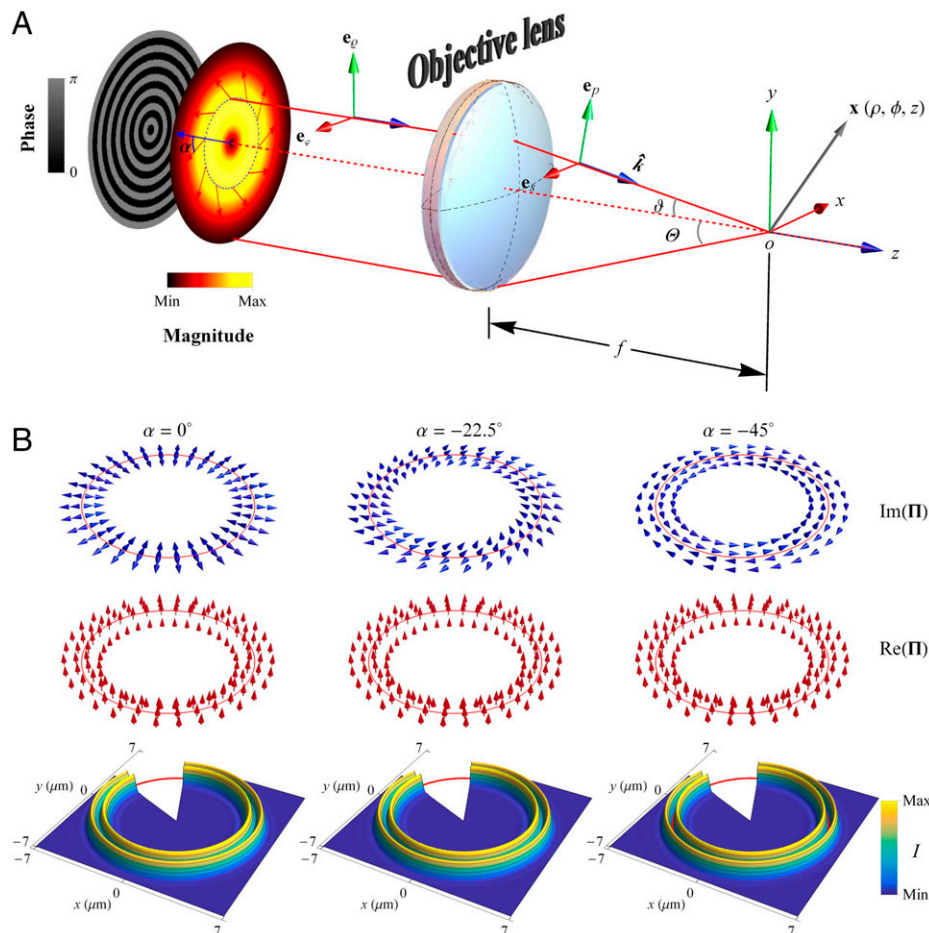 A
Objective lens
Phase
π
0
e_ϱ
e_φ
α
e_p
e_s
k̂
ϑ
Θ
y
x (ρ, ϕ, z)
x
o
z
f
Min Max
Magnitude
B
α = 0° α = −22.5° α = −45°
Im(Π)
Re(Π)
7 7 7
y (μm) 0 y (μm) 0 y (μm) 0
−7 −7 −7
−7 −7 −7
0 0 0
x (μm) x (μm) x (μm)
7 7 7
Max
I
Min